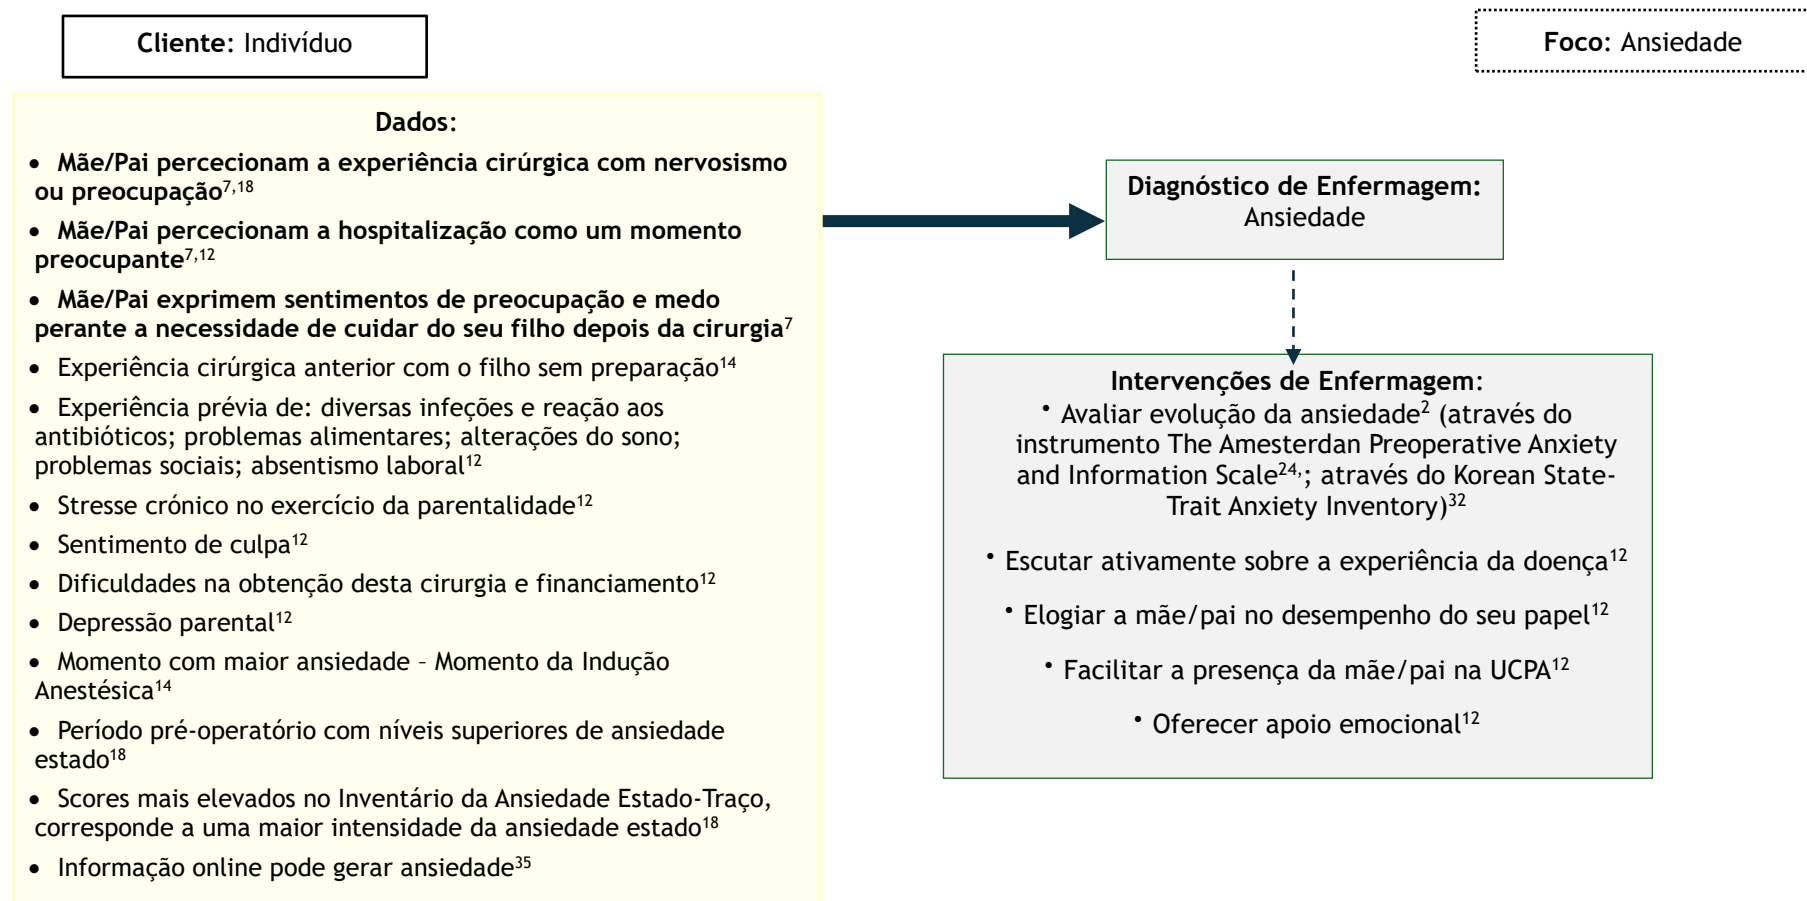 Cliente: Indivíduo
Foco: Ansiedade
Dados:
• Mãe/Pai percecionam a experiência cirúrgica com nervosismo
ou preocupação7,18
• Mãe/Pai percecionam a hospitalização como um momento
preocupante7,12
• Mãe/Pai exprimem sentimentos de preocupação e medo
perante a necessidade de cuidar do seu filho depois da cirurgia7
• Experiência cirúrgica anterior com o filho sem preparação14
• Experiência prévia de: diversas infeções e reação aos
antibióticos; problemas alimentares; alterações do sono;
problemas sociais; absentismo laboral12
• Stresse crónico no exercício da parentalidade12
• Sentimento de culpa12
• Dificuldades na obtenção desta cirurgia e financiamento12
• Depressão parental12
• Momento com maior ansiedade – Momento da Indução
Anestésica14
• Período pré-operatório com níveis superiores de ansiedade
estado18
• Scores mais elevados no Inventário da Ansiedade Estado-Traço,
corresponde a uma maior intensidade da ansiedade estado18
• Informação online pode gerar ansiedade35
Diagnóstico de Enfermagem:
Ansiedade
Intervenções de Enfermagem:
• Avaliar evolução da ansiedade2 (através do
instrumento The Amesterdan Preoperative Anxiety
and Information Scale24,; através do Korean State-
Trait Anxiety Inventory)32
• Escutar ativamente sobre a experiência da doença12
• Elogiar a mãe/pai no desempenho do seu papel12
• Facilitar a presença da mãe/pai na UCPA12
• Oferecer apoio emocional12